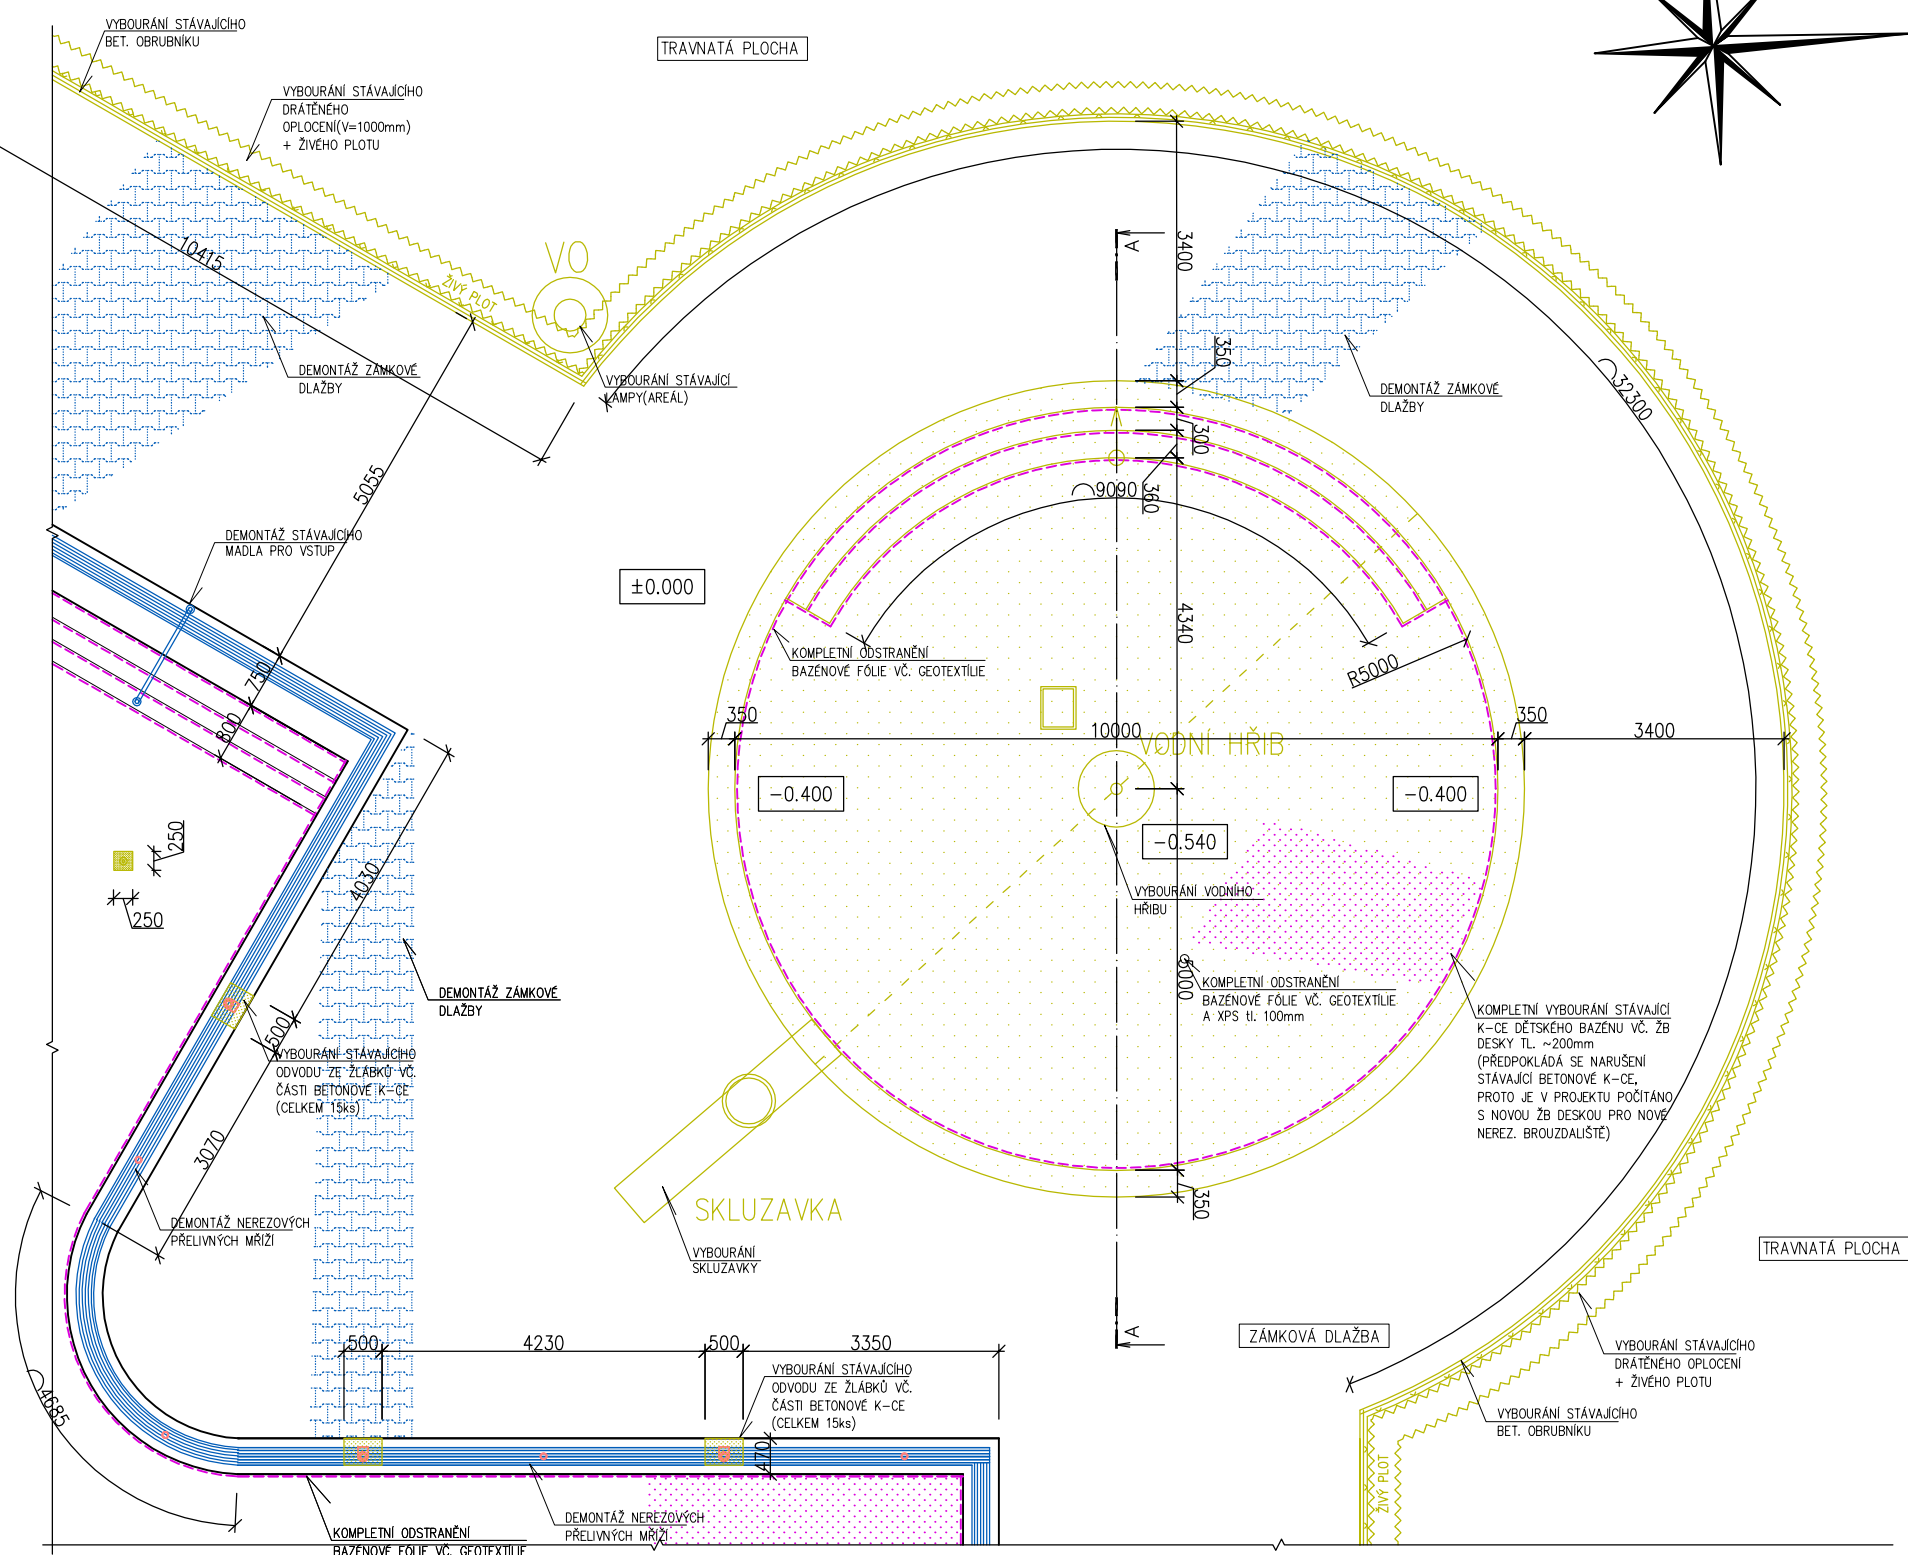 VYBOURÁNÍ STÁVAJÍCÍHO
BET. OBRUBNÍKU
TRAVNATÁ PLOCHA
VYBOURÁNÍ STÁVAJÍCÍHO
DRÁTĚNÉHO
OPLOCENÍ(V=1000mm)
+ ŽIVÉHO PLOTU
10415
VO
ŽIVÝ PLOT
A
3400
350
DEMONTÁŽ ZÁMKOVÉ
DLAŽBY
VYBOURÁNÍ STÁVAJÍCÍ
LAMPY(AREÁL)
DEMONTÁŽ ZÁMKOVÉ
DLAŽBY
32300
300
5055
9090
360
DEMONTÁŽ STÁVAJÍCÍHO
MADLA PRO VSTUP
±0.000
4340
KOMPLETNÍ ODSTRANĚNÍ
BAZÉNOVÉ FÓLIE VČ. GEOTEXTÍLIE
R5000
750
800
350
10000
350
3400
VODNÍ HŘIB
-0.400
-0.400
-0.540
250
250
4030
VYBOURÁNÍ VODNÍHO
HŘIBU
5000
KOMPLETNÍ ODSTRANĚNÍ
BAZÉNOVÉ FÓLIE VČ. GEOTEXTÍLIE
A XPS tl. 100mm
DEMONTÁŽ ZÁMKOVÉ
DLAŽBY
KOMPLETNÍ VYBOURÁNÍ STÁVAJÍCÍ
K-CE DĚTSKÉHO BAZÉNU VČ. ŽB
DESKY TL. ~200mm
(PŘEDPOKLÁDÁ SE NARUŠENÍ
STÁVAJÍCÍ BETONOVÉ K-CE,
PROTO JE V PROJEKTU POČÍTÁNO
S NOVOU ŽB DESKOU PRO NOVÉ
NEREZ. BROUZDALIŠTĚ)
500
VYBOURÁNÍ STÁVAJÍCÍHO
ODVODU ZE ŽLÁBKŮ VČ.
ČÁSTI BETONOVÉ K-CE
(CELKEM 15ks)
3070
350
SKLUZAVKA
DEMONTÁŽ NEREZOVÝCH
PŘELIVNÝCH MŘÍŽÍ
VYBOURÁNÍ
SKLUZAVKY
TRAVNATÁ PLOCHA
A
ZÁMKOVÁ DLAŽBA
500
4230
500
3350
VYBOURÁNÍ STÁVAJÍCÍHO
DRÁTĚNÉHO OPLOCENÍ
+ ŽIVÉHO PLOTU
VYBOURÁNÍ STÁVAJÍCÍHO
ODVODU ZE ŽLÁBKŮ VČ.
ČÁSTI BETONOVÉ K-CE
(CELKEM 15ks)
4685
VYBOURÁNÍ STÁVAJÍCÍHO
BET. OBRUBNÍKU
470
ŽIVÝ PLOT
DEMONTÁŽ NEREZOVÝCH
PŘELIVNÝCH MŘÍŽÍ
KOMPLETNÍ ODSTRANĚNÍ
BAZÉNOVÉ FÓLIE VČ. GEOTEXTÍLIE